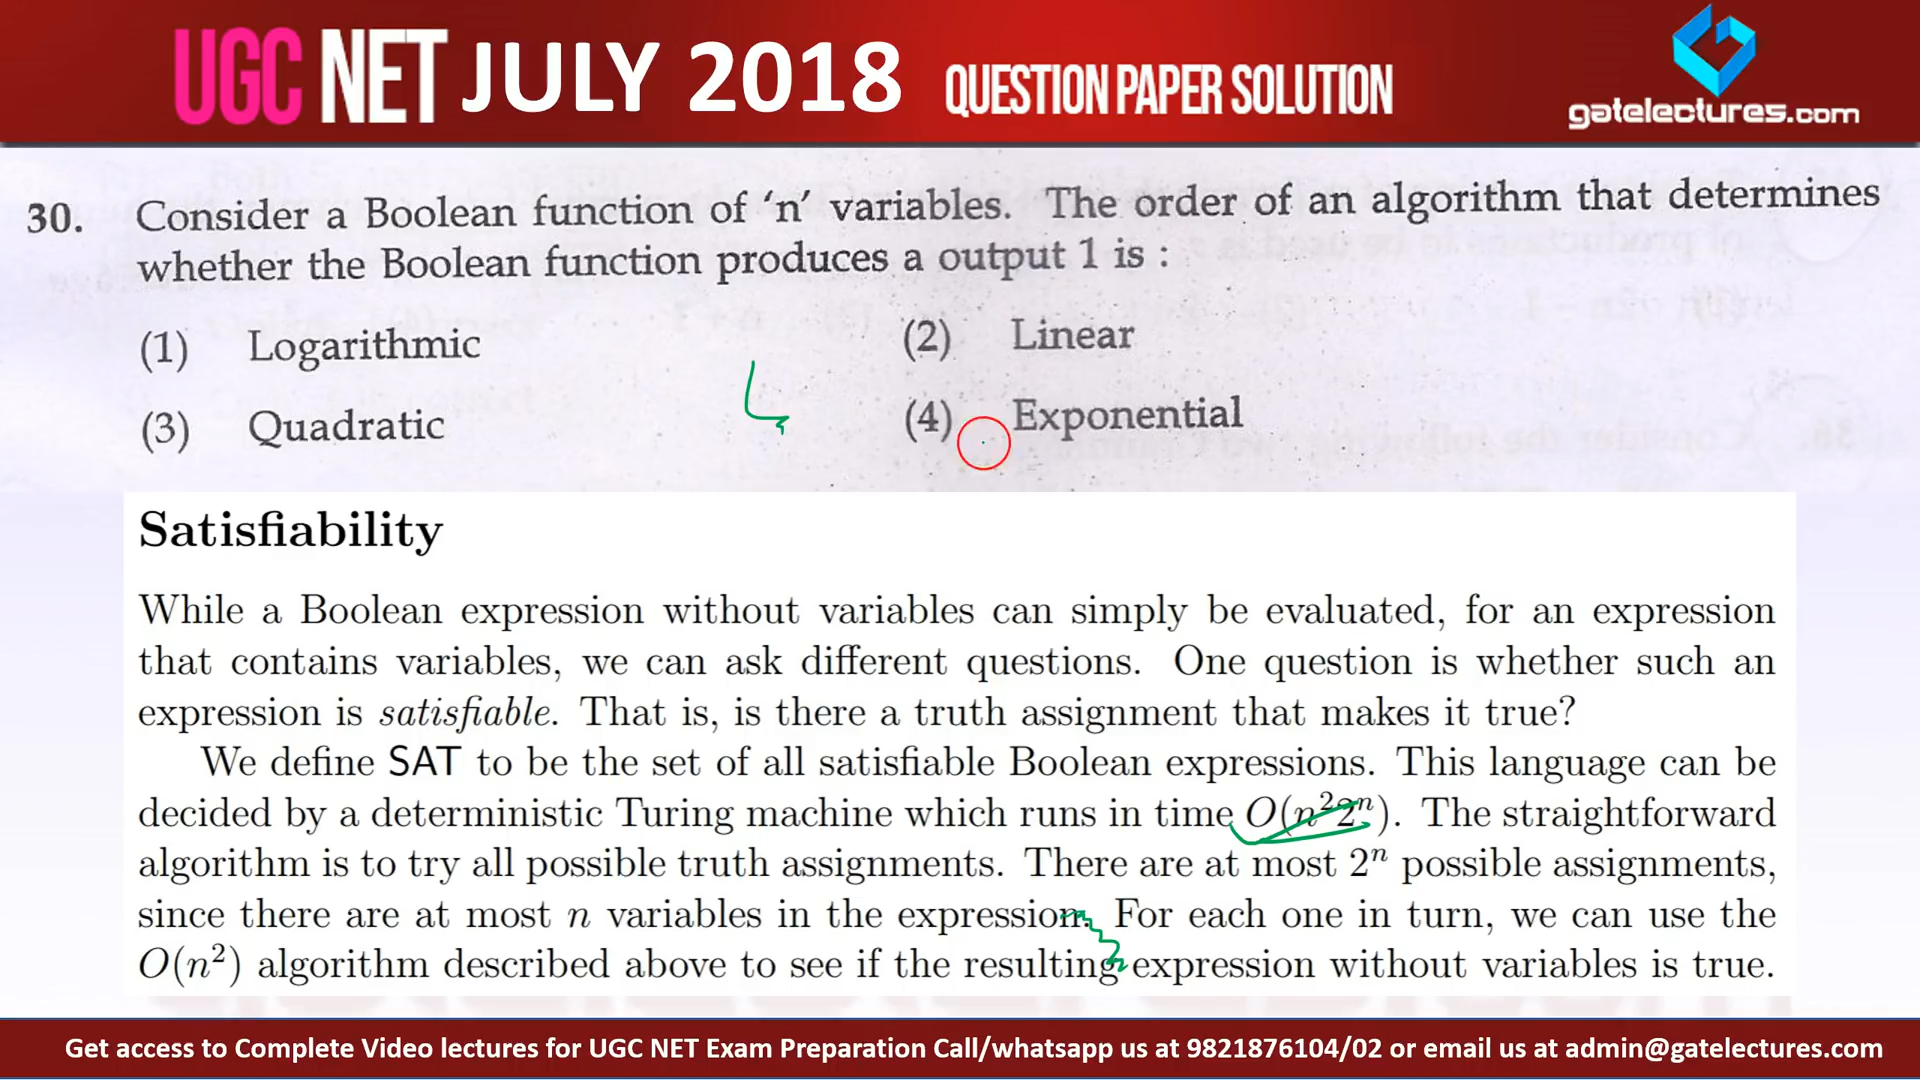 UGC NET JULY 2018 QUESTION PAPER SOLUTION
gatelectures.com
30. Consider a Boolean function of ‘n’ variables. The order of an algorithm that determines
whether the Boolean function produces a output 1 is :
(1) Logarithmic (2) Linear
(3) Quadratic (4) Exponential
Satisfiability
While a Boolean expression without variables can simply be evaluated, for an expression
that contains variables, we can ask different questions. One question is whether such an
expression is satisfiable. That is, is there a truth assignment that makes it true?
We define SAT to be the set of all satisfiable Boolean expressions. This language can be
decided by a deterministic Turing machine which runs in time O(n²2ⁿ). The straightforward
algorithm is to try all possible truth assignments. There are at most 2ⁿ possible assignments,
since there are at most n variables in the expression. For each one in turn, we can use the
O(n²) algorithm described above to see if the resulting expression without variables is true.
Get access to Complete Video lectures for UGC NET Exam Preparation Call/whatsapp us at 9821876104/02 or email us at admin@gatelectures.com